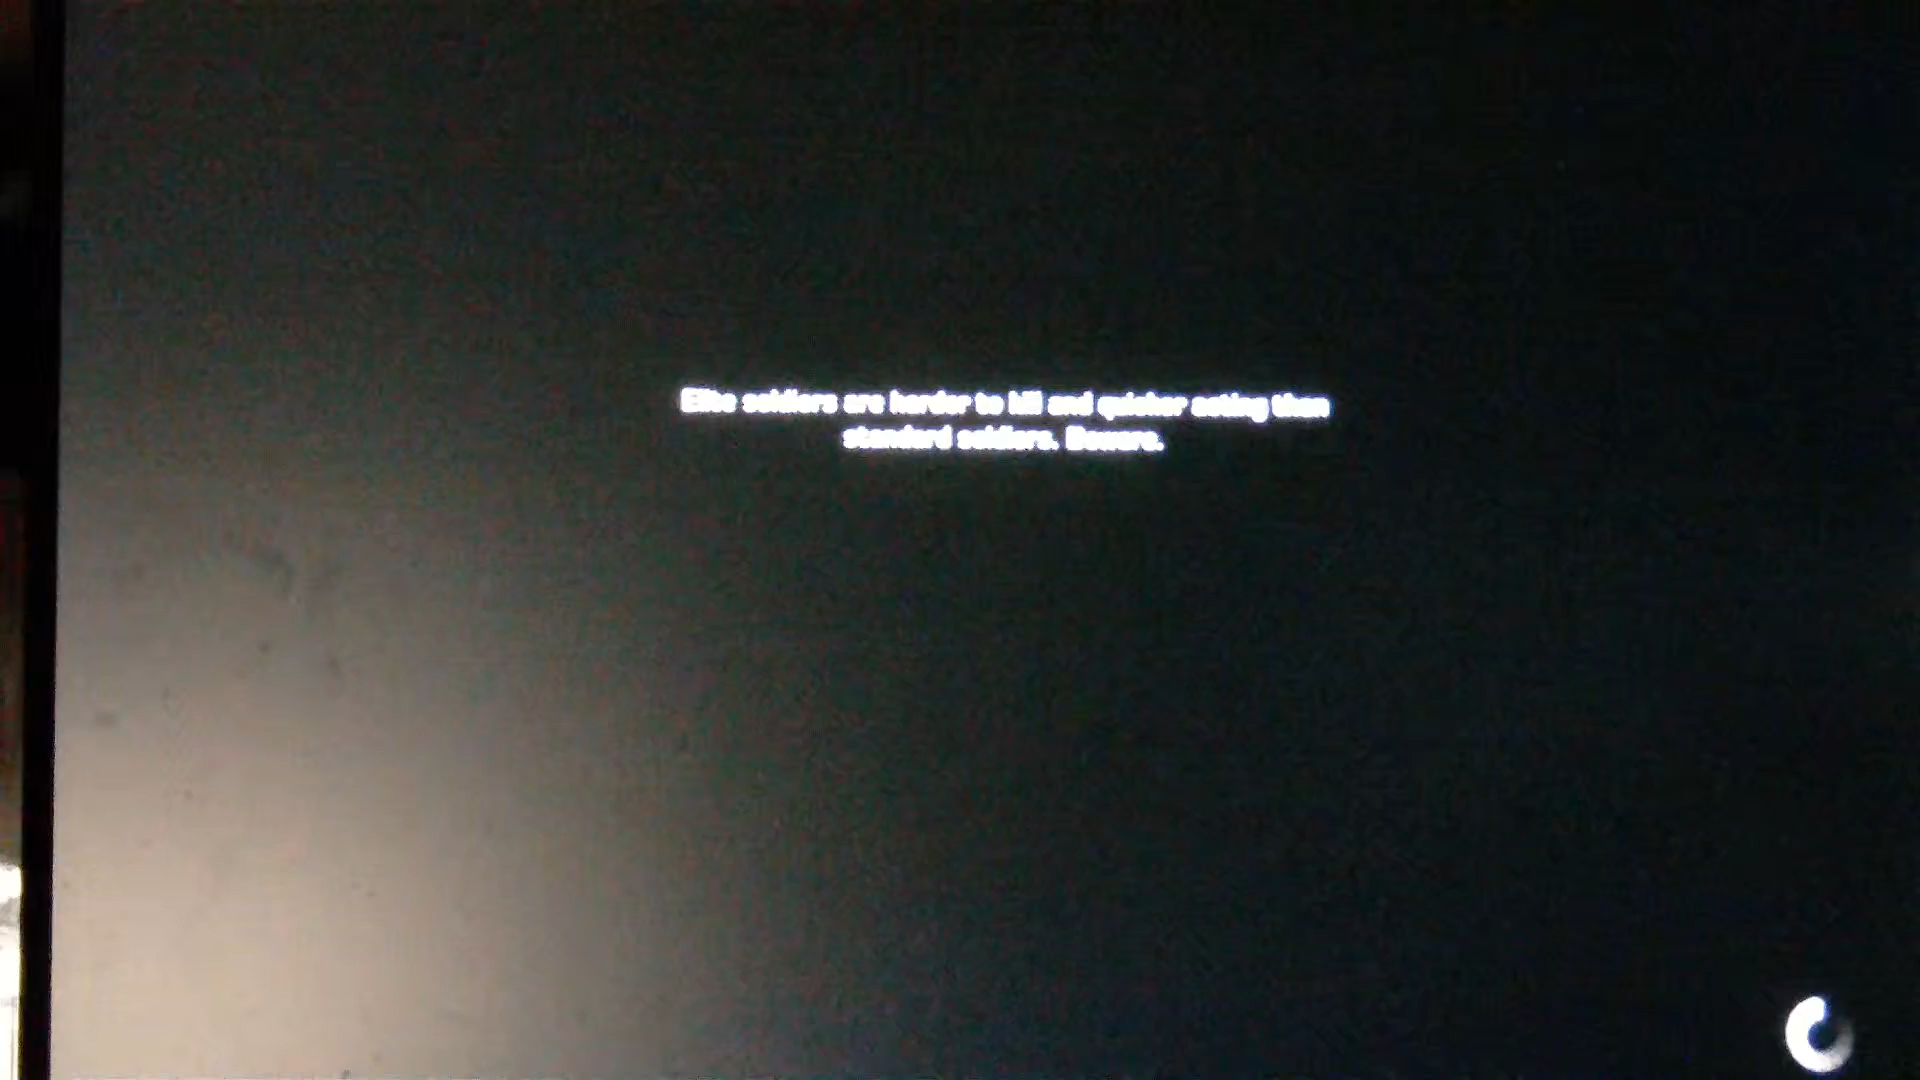 Elite soldiers are harder to kill and quicker acting than
standard soldiers. Beware.